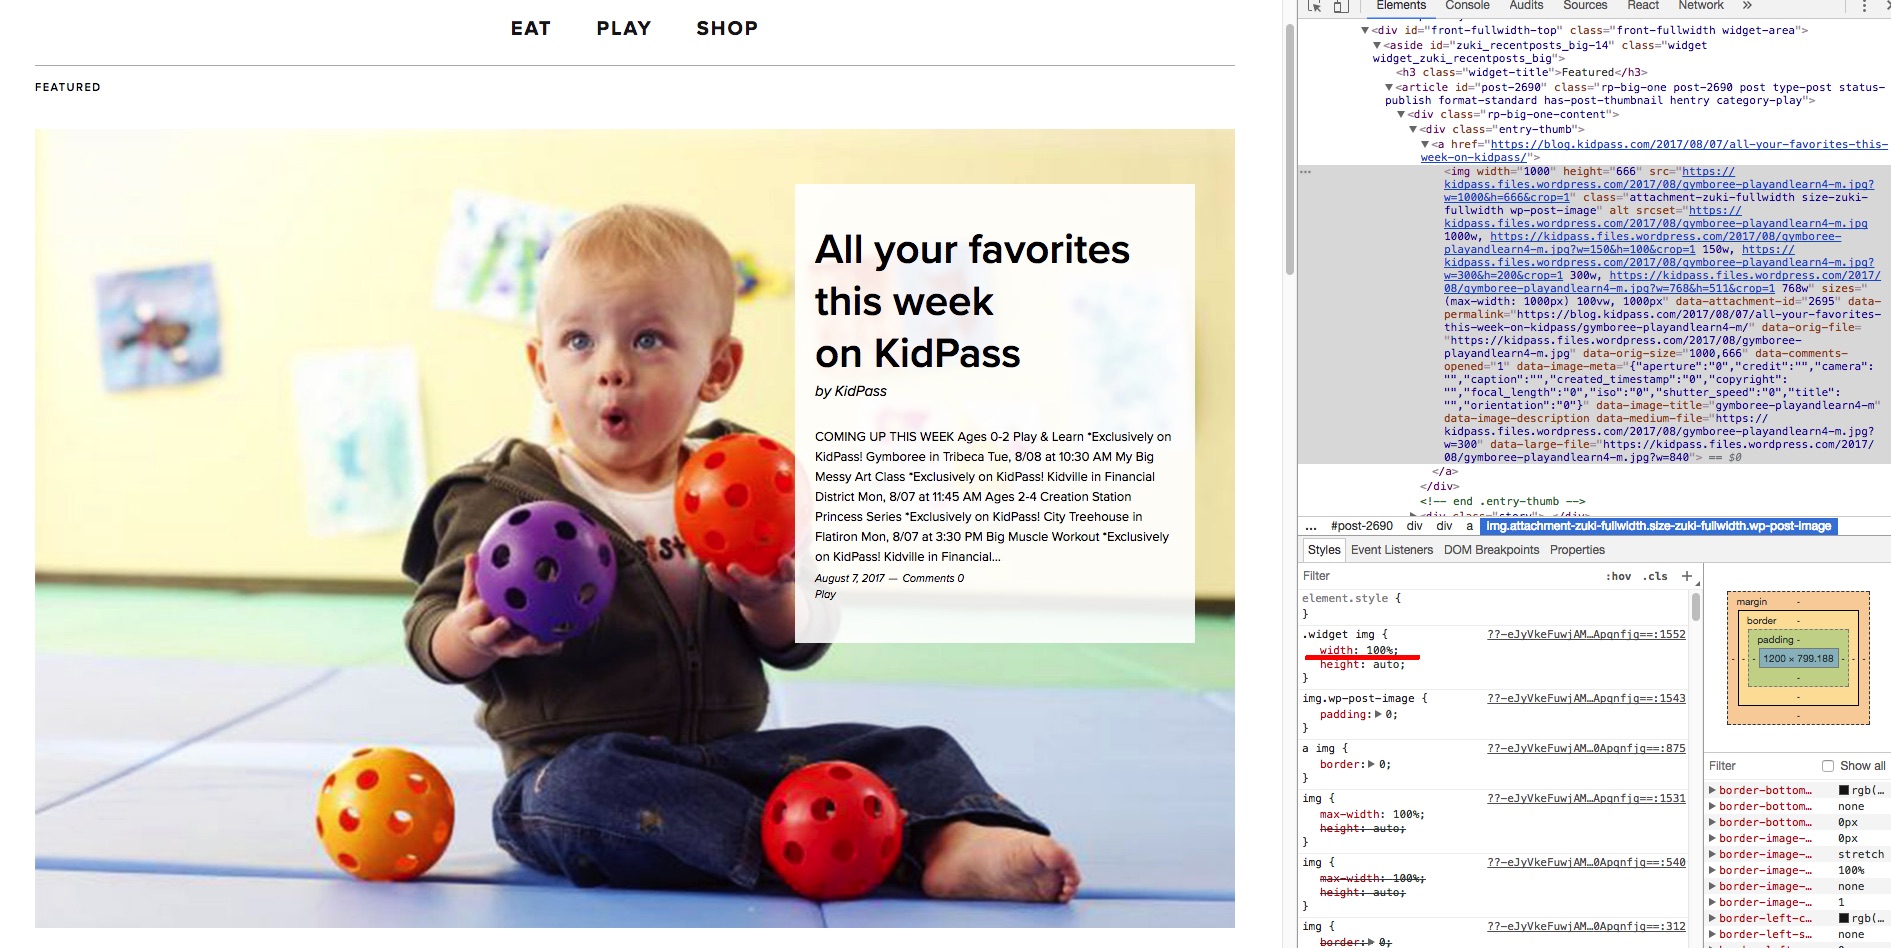 EAT PLAY SHOP
FEATURED
All your favorites
this week
on KidPass
by KidPass
COMING UP THIS WEEK Ages 0-2 Play & Learn *Exclusively on
KidPass! Gymboree in Tribeca Tue, 8/08 at 10:30 AM My Big
Messy Art Class *Exclusively on KidPass! Kidville in Financial
District Mon, 8/07 at 11:45 AM Ages 2-4 Creation Station
Princess Series *Exclusively on KidPass! City Treehouse in
Flatiron Mon, 8/07 at 3:30 PM Big Muscle Workout *Exclusively
on KidPass! Kidville in Financial...
August 7, 2017 — Comments 0
Play
Elements Console Audits Sources React Network »
<div id="front-fullwidth-top" class="front-fullwidth widget-area">
<aside id="zuki_recentposts_big-14" class="widget
widget_zuki_recentposts_big">
<h3 class="widget-title">Featured</h3>
<article id="post-2690" class="rp-big-one post-2690 post type-post status-
publish format-standard has-post-thumbnail hentry category-play">
<div class="rp-big-one-content">
<div class="entry-thumb">
<a href="https://blog.kidpass.com/2017/08/07/all-your-favorites-this-
week-on-kidpass/">
<img width="1000" height="666" src="https://
kidpass.files.wordpress.com/2017/08/gymboree-playandlearn4-m.jpg?
w=1000&h=666&crop=1" class="attachment-zuki-fullwidth size-zuki-
fullwidth wp-post-image" alt srcset="https://
kidpass.files.wordpress.com/2017/08/gymboree-playandlearn4-m.jpg
1000w, https://kidpass.files.wordpress.com/2017/08/gymboree-
playandlearn4-m.jpg?w=150&h=100&crop=1 150w, https://
kidpass.files.wordpress.com/2017/08/gymboree-playandlearn4-m.jpg?
w=300&h=200&crop=1 300w, https://kidpass.files.wordpress.com/2017/
08/gymboree-playandlearn4-m.jpg?w=768&h=511&crop=1 768w" sizes="
(max-width: 1000px) 100vw, 1000px" data-attachment-id="2695" data-
permalink="https://blog.kidpass.com/2017/08/07/all-your-favorites-
this-week-on-kidpass/gymboree-playandlearn4-m/" data-orig-file=
"https://kidpass.files.wordpress.com/2017/08/gymboree-
playandlearn4-m.jpg" data-orig-size="1000,666" data-comments-
opened="1" data-image-meta="{"aperture":"0","credit":"","camera":
"","caption":"","created_timestamp":"0","copyright":
"","focal_length":"0","iso":"0","shutter_speed":"0","title":
"","orientation":"0"}" data-image-title="gymboree-playandlearn4-m"
data-image-description data-medium-file="https://
kidpass.files.wordpress.com/2017/08/gymboree-playandlearn4-m.jpg?
w=300" data-large-file="https://kidpass.files.wordpress.com/2017/
08/gymboree-playandlearn4-m.jpg?w=840"> == $0
</a>
</div>
<!-- end .entry-thumb -->
<div class="story">…</div>
... #post-2690 div div a img.attachment-zuki-fullwidth.size-zuki-fullwidth.wp-post-image
Styles Event Listeners DOM Breakpoints Properties
Filter :hov .cls +
element.style {
}
.widget img { ??-eJyVkeFuwjAM…Apqnfjg==:1552
width: 100%;
height: auto;
}
img.wp-post-image { ??-eJyVkeFuwjAM…Apqnfjg==:1543
padding: 0;
}
a img { ??-eJyVkeFuwjAM…0Apqnfjg==:875
border: 0;
}
img { ??-eJyVkeFuwjAM…Apqnfjg==:1531
max-width: 100%;
height: auto;
}
img { ??-eJyVkeFuwjAM…0Apqnfjg==:540
max-width: 100%;
height: auto;
}
img { ??-eJyVkeFuwjAM…0Apqnfjg==:312
border: 0;
margin -
border -
padding -
1200 × 799.188
Filter Show all
border-bottom… rgb(…
border-bottom… none
border-bottom… 0px
border-image-… 0px
border-image-… stretch
border-image-… 100%
border-image-… none
border-image-… 1
border-left-c… rgb(…
border-left-s… none